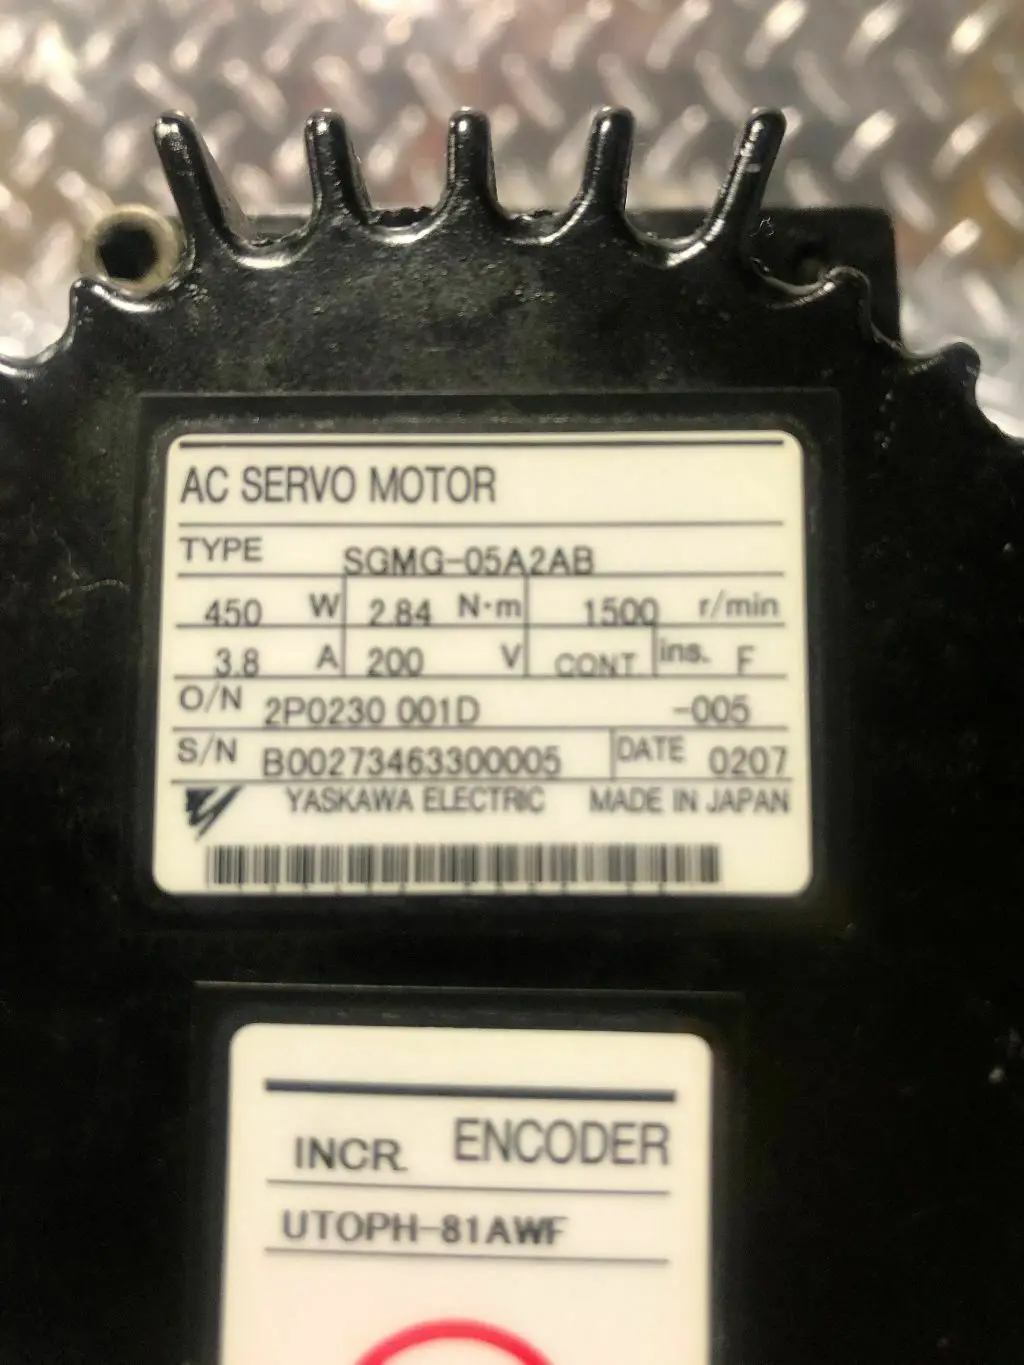 AC SERVO MOTOR
TYPE SGMG-05A2AB
450 W 2.84 N·m 1500 r/min
3.8 A 200 V CONT. ins. F
O/N 2P0230 001D -005
S/N B00273463300005 DATE 0207
YASKAWA ELECTRIC MADE IN JAPAN
INCR. ENCODER
UTOPH-81AWF